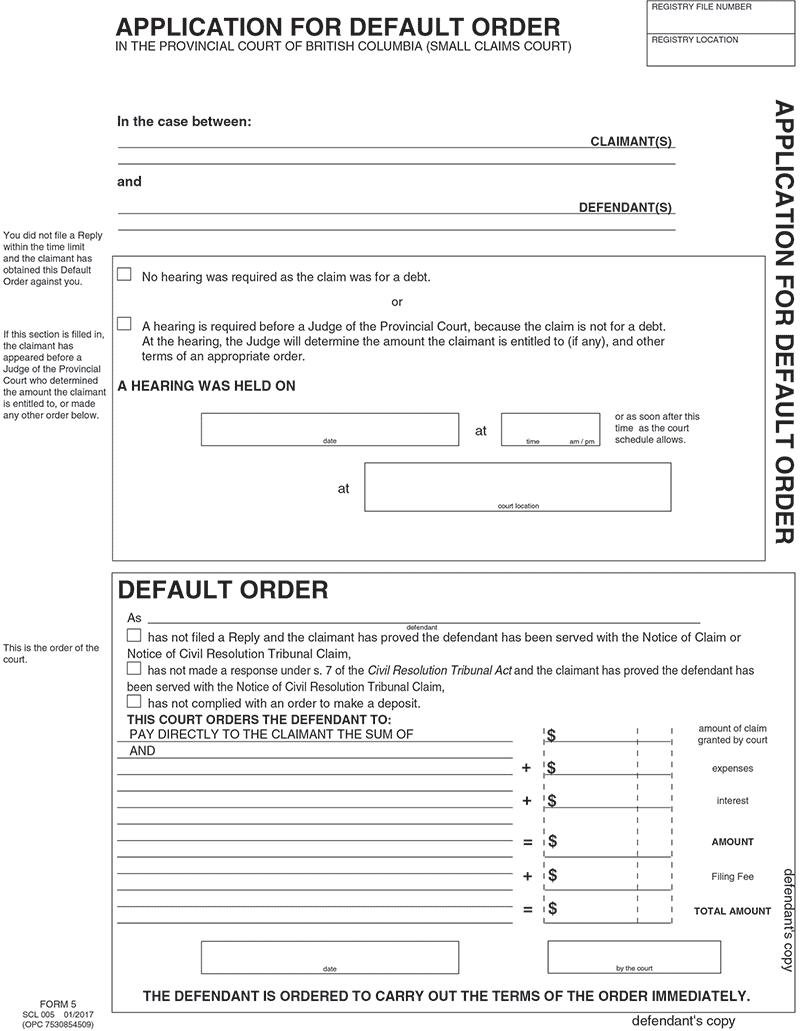 APPLICATION FOR DEFAULT ORDER
IN THE PROVINCIAL COURT OF BRITISH COLUMBIA (SMALL CLAIMS COURT)
REGISTRY FILE NUMBER
REGISTRY LOCATION
APPLICATION FOR DEFAULT ORDER
In the case between:
CLAIMANT(S)
and
DEFENDANT(S)
You did not file a Reply
within the time limit
and the claimant has
obtained this Default
Order against you.
No hearing was required as the claim was for a debt.
or
If this section is filled in,
the claimant has
appeared before a
Judge of the Provincial
Court who determined
the amount the claimant
is entitled to, or made
any other order below.
A hearing is required before a Judge of the Provincial Court, because the claim is not for a debt.
At the hearing, the Judge will determine the amount the claimant is entitled to (if any), and other
terms of an appropriate order.
A HEARING WAS HELD ON
date
at
time am / pm
or as soon after this
time as the court
schedule allows.
at
court location
DEFAULT ORDER
As
defendant
This is the order of the
court.
has not filed a Reply and the claimant has proved the defendant has been served with the Notice of Claim or
Notice of Civil Resolution Tribunal Claim,
has not made a response under s. 7 of the Civil Resolution Tribunal Act and the claimant has proved the defendant has
been served with the Notice of Civil Resolution Tribunal Claim,
has not complied with an order to make a deposit.
THIS COURT ORDERS THE DEFENDANT TO:
PAY DIRECTLY TO THE CLAIMANT THE SUM OF
$
amount of claim
granted by court
AND
+ $ expenses
+ $ interest
= $ AMOUNT
+ $ Filing Fee
= $ TOTAL AMOUNT
date
by the court
defendant's copy
THE DEFENDANT IS ORDERED TO CARRY OUT THE TERMS OF THE ORDER IMMEDIATELY.
FORM 5
SCL 005 01/2017
(OPC 7530854509)
defendant's copy